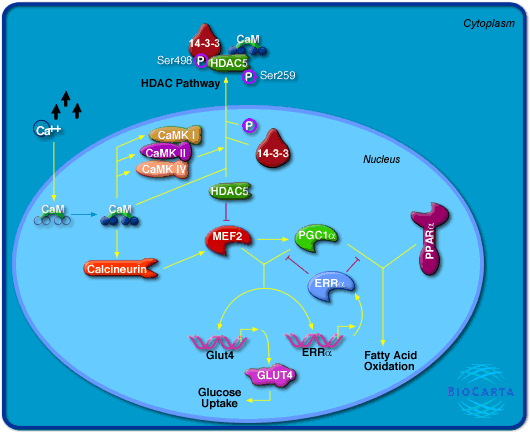 Cytoplasm
14-3-3
CaM
Ser498
P
HDAC5
P
Ser259
HDAC Pathway
Ca++
CaMK I
P
CaMK II
14-3-3
CaMK IV
Nucleus
HDAC5
CaM
CaM
MEF2
PGC1α
PPARα
Calcineurin
ERRα
Glut4
ERRα
Fatty Acid
Oxidation
GLUT4
Glucose
Uptake
BIOCARTA